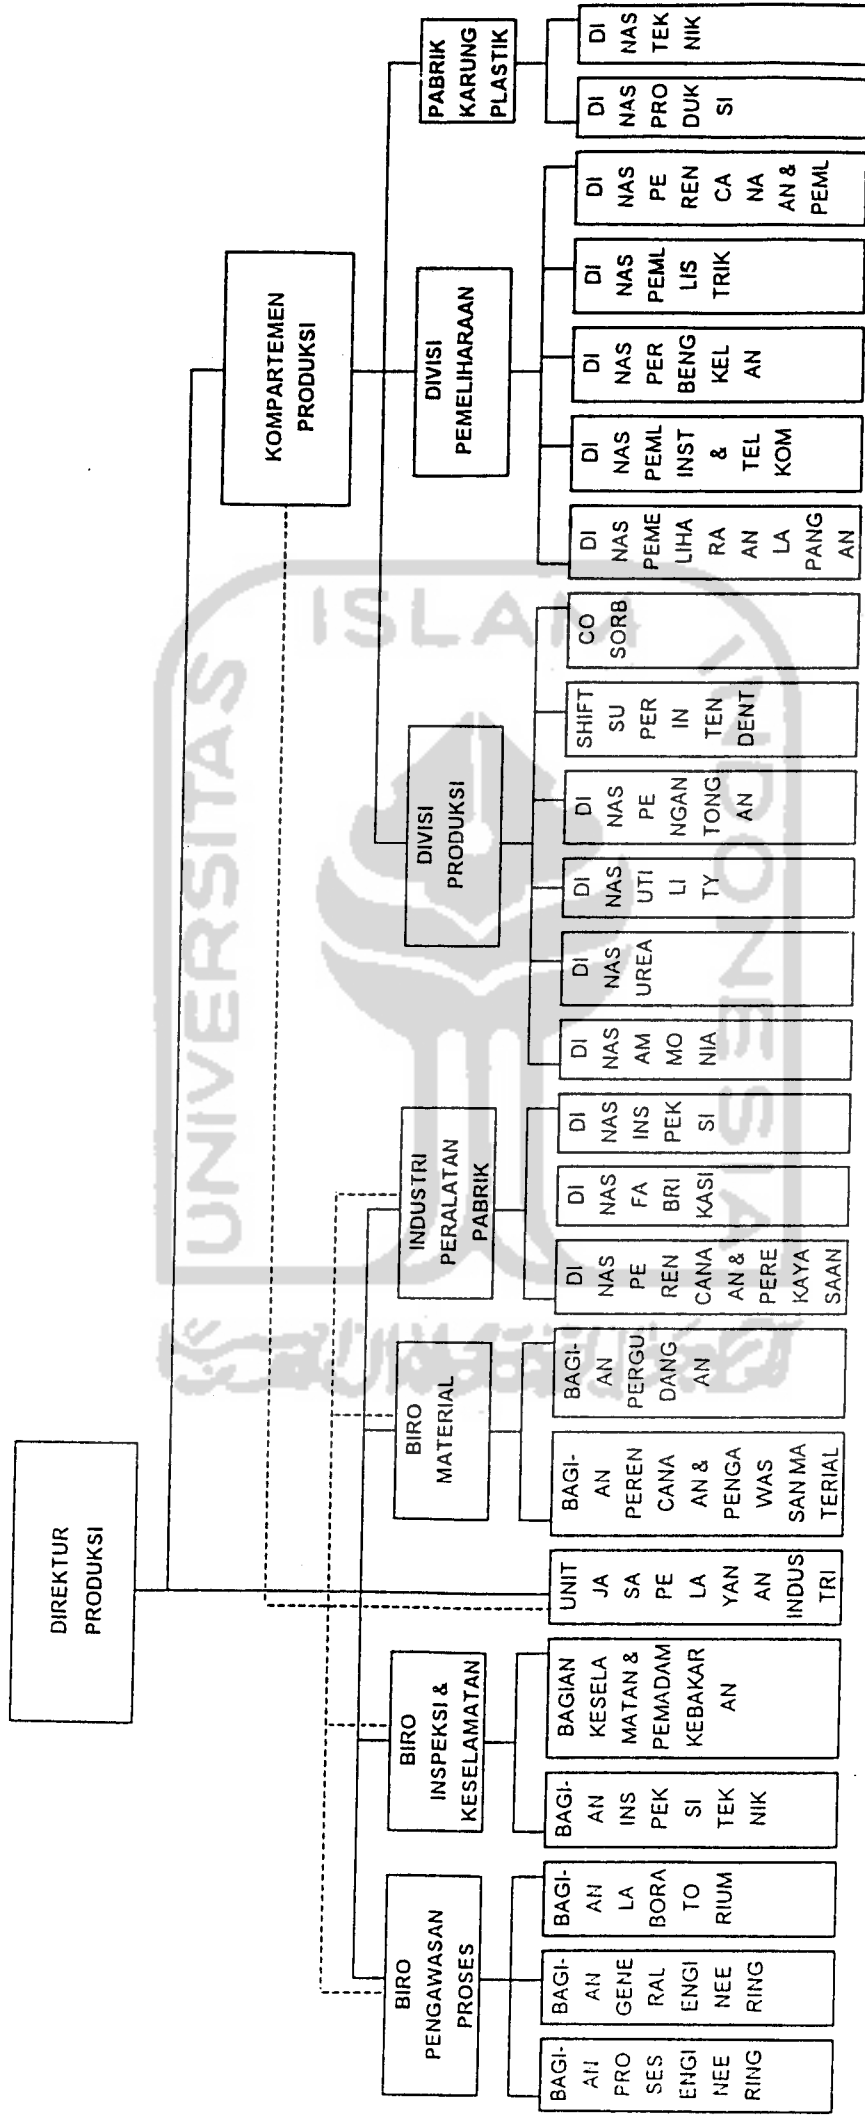 DIREKTUR
PRODUKSI
KOMPARTEMEN
PRODUKSI
BIRO
PENGAWASAN
PROSES
BIRO
INSPEKSI &
KESELAMATAN
BIRO
MATERIAL
INDUSTRI
PERALATAN
PABRIK
DIVISI
PRODUKSI
DIVISI
PEMELIHARAAN
PABRIK
KARUNG
PLASTIK
BAGI-
AN
PRO
SES
ENGI
NEE
RING
BAGI-
AN
GENE
RAL
ENGI
NEE
RING
BAGI-
AN
LA
BORA
TO
RIUM
BAGI-
AN
INS
PEK
SI
TEK
NIK
BAGIAN
KESELA
MATAN &
PEMADAM
KEBAKAR
AN
UNIT
JA
SA
PE
LA
YAN
AN
INDUS
TRI
BAGI-
AN
PEREN
CANA
AN &
PENGA
WAS
SAN MA
TERIAL
BAGI-
AN
PERGU
DANG
AN
DI
NAS
PE
REN
CANA
AN &
PERE
KAYA
SAAN
DI
NAS
FA
BRI
KASI
DI
NAS
INS
PEK
SI
DI
NAS
AM
MO
NIA
DI
NAS
UREA
DI
NAS
UTI
LI
TY
DI
NAS
PE
NGAN
TONG
AN
SHIFT
SU
PER
IN
TEN
DENT
CO
SORB
DI
NAS
PEME
LIHA
RA
AN
LA
PANG
AN
DI
NAS
PEML
INST
&
TEL
KOM
DI
NAS
PER
BENG
KEL
AN
DI
NAS
PEML
LIS
TRIK
DI
NAS
PE
REN
CA
NA
AN &
PEML
DI
NAS
PRO
DUK
SI
DI
NAS
TEK
NIK
UNIVERSITAS
ISLAM
INDONESIA